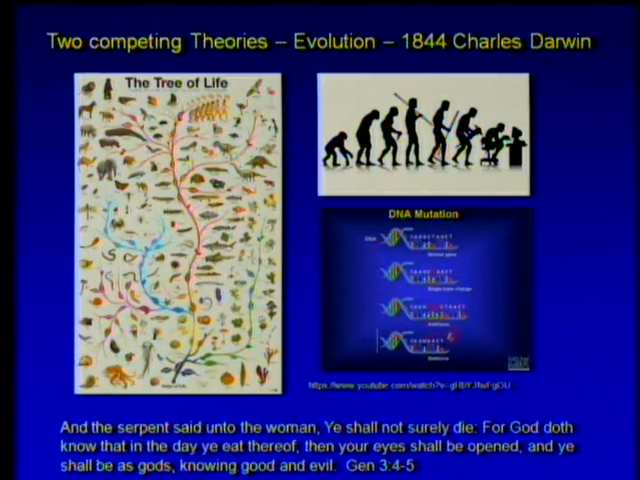 Two competing Theories – Evolution – 1844 Charles Darwin
The Tree of Life
DNA Mutation
DNA
And the serpent said unto the woman, Ye shall not surely die: For God doth
know that in the day ye eat thereof, then your eyes shall be opened, and ye
shall be as gods, knowing good and evil. Gen 3:4-5